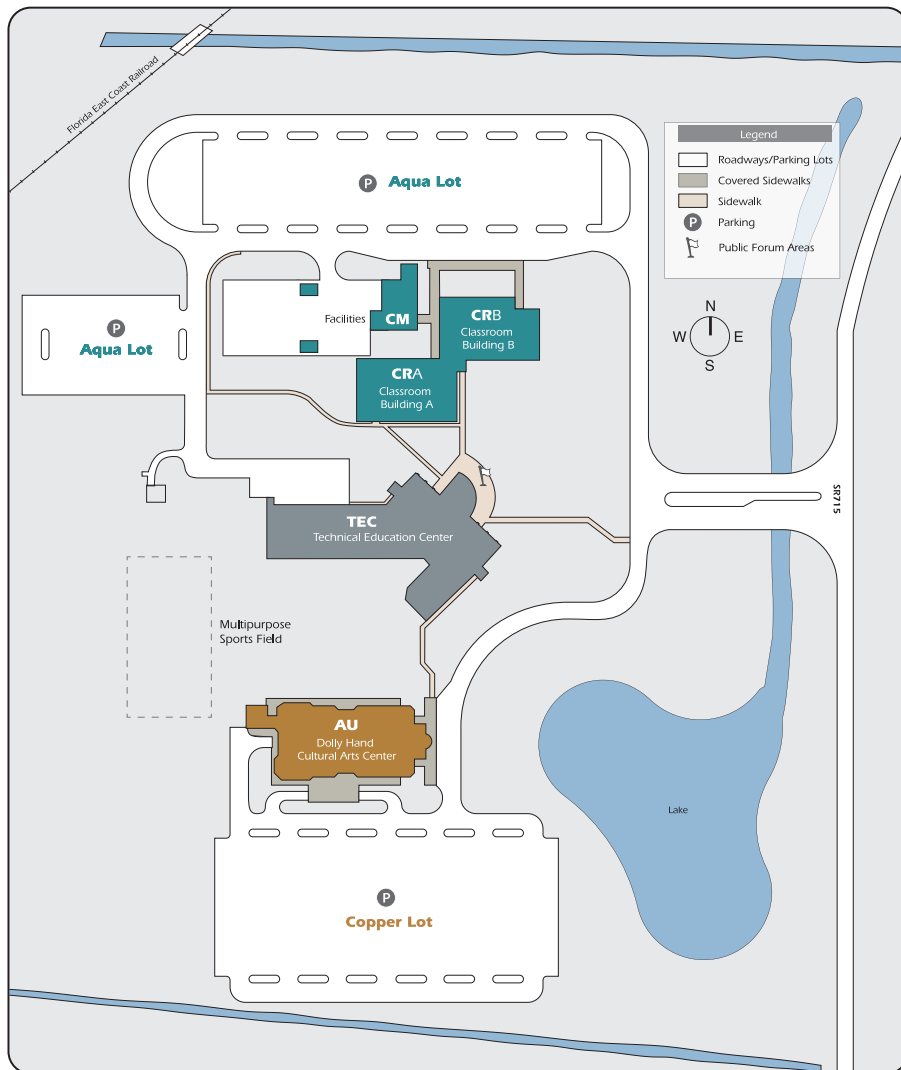 Florida East Coast Railroad
Legend
Roadways/Parking Lots
Covered Sidewalks
Sidewalk
P Parking
Public Forum Areas
P Aqua Lot
N
W E
S
P
Aqua Lot
Facilities
CM
CRB
Classroom
Building B
CRA
Classroom
Building A
SR715
TEC
Technical Education Center
Multipurpose
Sports Field
AU
Dolly Hand
Cultural Arts Center
Lake
P
Copper Lot